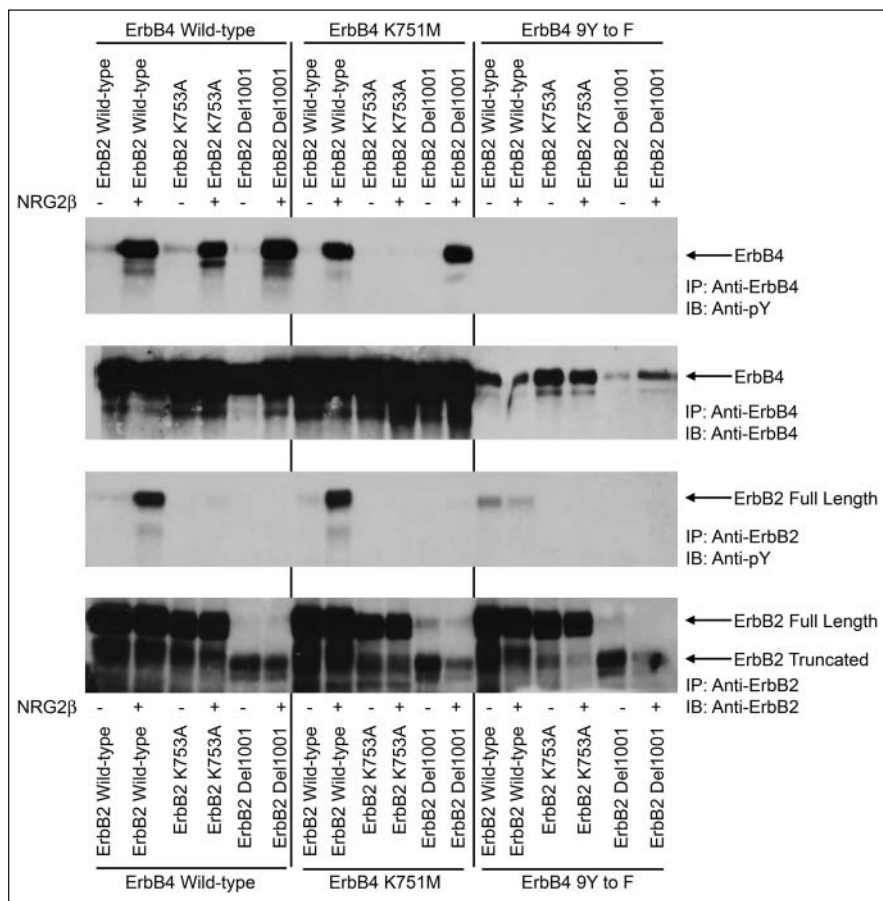 ErbB4 Wild-type
ErbB4 K751M
ErbB4 9Y to F
ErbB2 Wild-type
ErbB2 Wild-type
ErbB2 K753A
ErbB2 K753A
ErbB2 Del1001
ErbB2 Del1001
ErbB2 Wild-type
ErbB2 Wild-type
ErbB2 K753A
ErbB2 K753A
ErbB2 Del1001
ErbB2 Del1001
ErbB2 Wild-type
ErbB2 Wild-type
ErbB2 K753A
ErbB2 K753A
ErbB2 Del1001
ErbB2 Del1001
NRG2β - + - + - + - + - + - + - + - + - +
ErbB4
IP: Anti-ErbB4
IB: Anti-pY
ErbB4
IP: Anti-ErbB4
IB: Anti-ErbB4
ErbB2 Full Length
IP: Anti-ErbB2
IB: Anti-pY
ErbB2 Full Length
ErbB2 Truncated
IP: Anti-ErbB2
IB: Anti-ErbB2
NRG2β - + - + - + - + - + - + - + - + - +
ErbB2 Wild-type
ErbB2 Wild-type
ErbB2 K753A
ErbB2 K753A
ErbB2 Del1001
ErbB2 Del1001
ErbB2 Wild-type
ErbB2 Wild-type
ErbB2 K753A
ErbB2 K753A
ErbB2 Del1001
ErbB2 Del1001
ErbB2 Wild-type
ErbB2 Wild-type
ErbB2 K753A
ErbB2 K753A
ErbB2 Del1001
ErbB2 Del1001
ErbB4 Wild-type
ErbB4 K751M
ErbB4 9Y to F